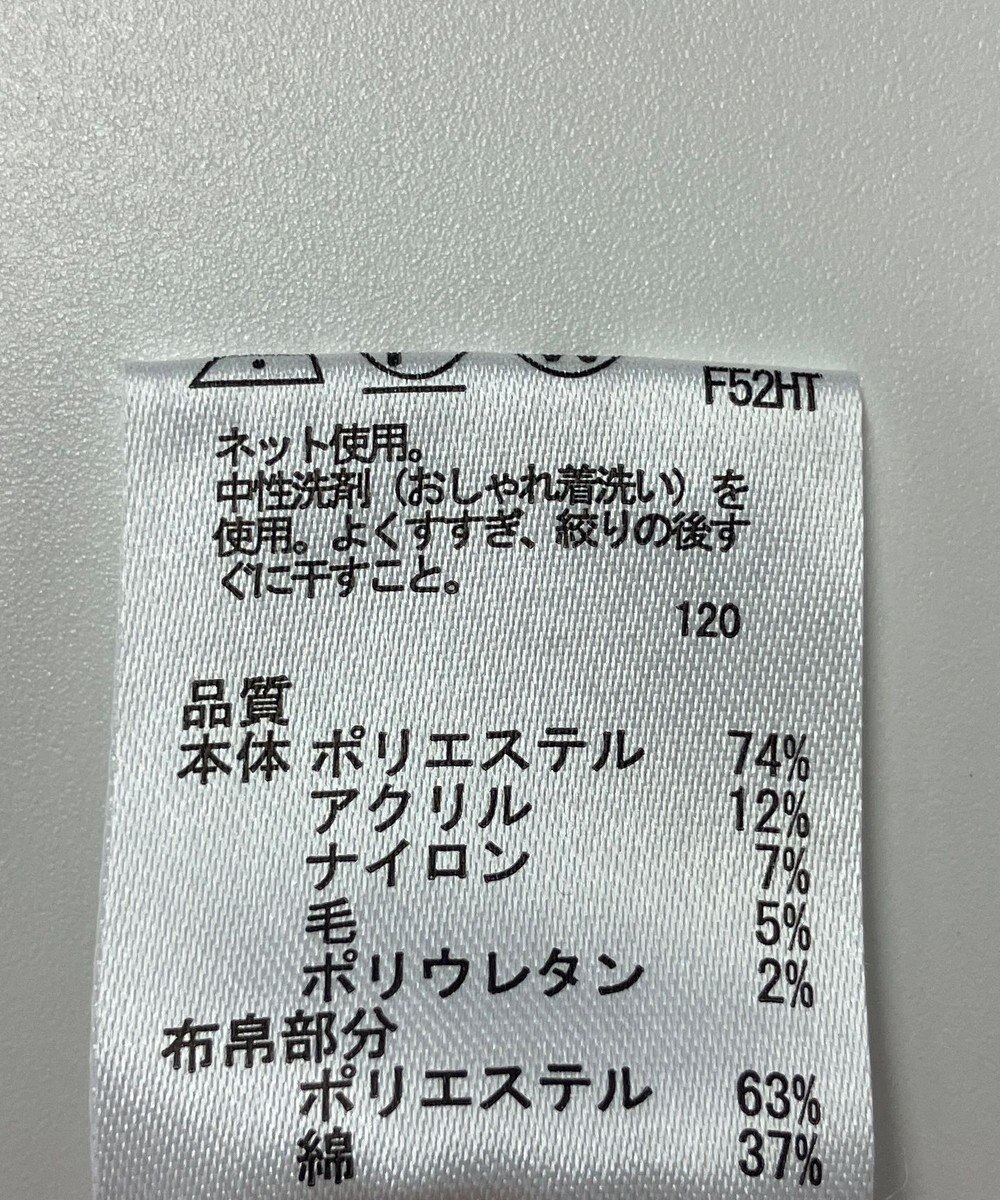 F52HT
ネット使用。
中性洗剤（おしゃれ着洗い）を
使用。よくすすぎ、絞りの後す
ぐに干すこと。
120
品質
本体 ポリエステル 74%
アクリル 12%
ナイロン 7%
毛 5%
ポリウレタン 2%
布帛部分
ポリエステル 63%
綿 37%